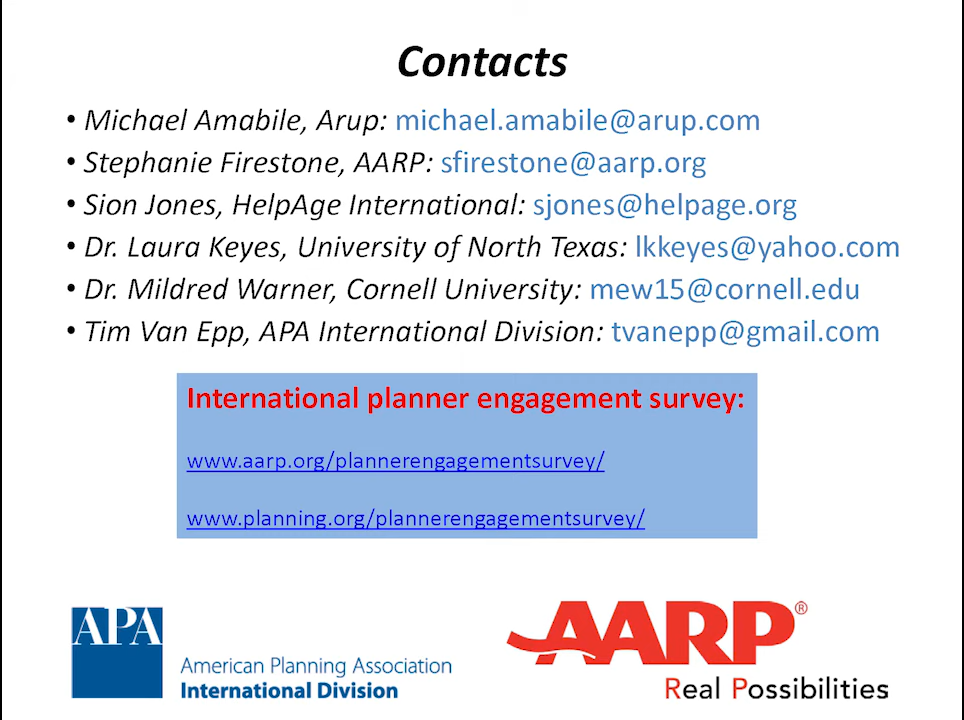 Contacts
• Michael Amabile, Arup: michael.amabile@arup.com
• Stephanie Firestone, AARP: sfirestone@aarp.org
• Sion Jones, HelpAge International: sjones@helpage.org
• Dr. Laura Keyes, University of North Texas: lkkeyes@yahoo.com
• Dr. Mildred Warner, Cornell University: mew15@cornell.edu
• Tim Van Epp, APA International Division: tvanepp@gmail.com
International planner engagement survey:
www.aarp.org/plannerengagementsurvey/
www.planning.org/plannerengagementsurvey/
APA
American Planning Association
International Division
AARP®
Real Possibilities